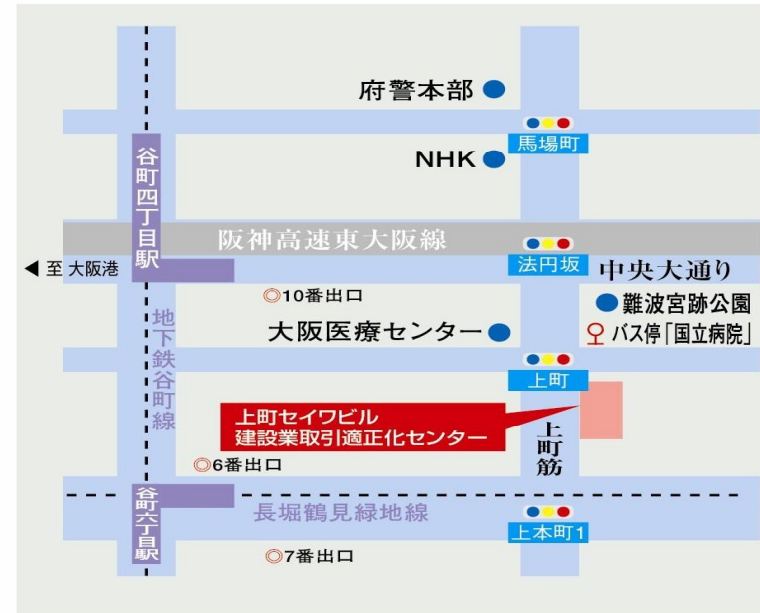 府警本部
馬場町
NHK
谷町四丁目駅
阪神高速東大阪線
法円坂
中央大通り
至 大阪港
◎10番出口
難波宮跡公園
地下鉄谷町線
大阪医療センター
バス停「国立病院」
上町
上町セイワビル
建設業取引適正化センター
上町筋
◎6番出口
谷町六丁目駅
長堀鶴見緑地線
上本町1
◎7番出口